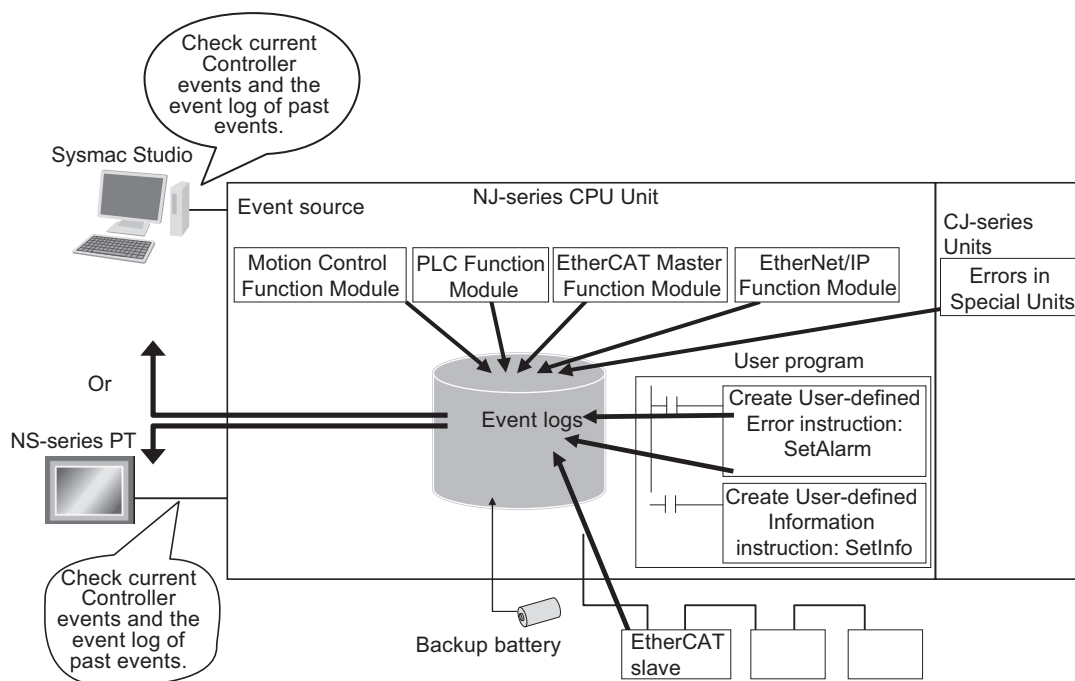 Check current
Controller
events and the
event log of past
events.
Sysmac Studio
Event source
NJ-series CPU Unit
CJ-series
Units
Motion Control
Function Module
PLC Function
Module
EtherCAT Master
Function Module
EtherNet/IP
Function Module
Errors in
Special Units
Or
User program
Event logs
Create User-defined
Error instruction:
SetAlarm
NS-series PT
Create User-defined
Information
instruction: SetInfo
Check current
Controller
events and the
event log of
past events.
Backup battery
EtherCAT
slave